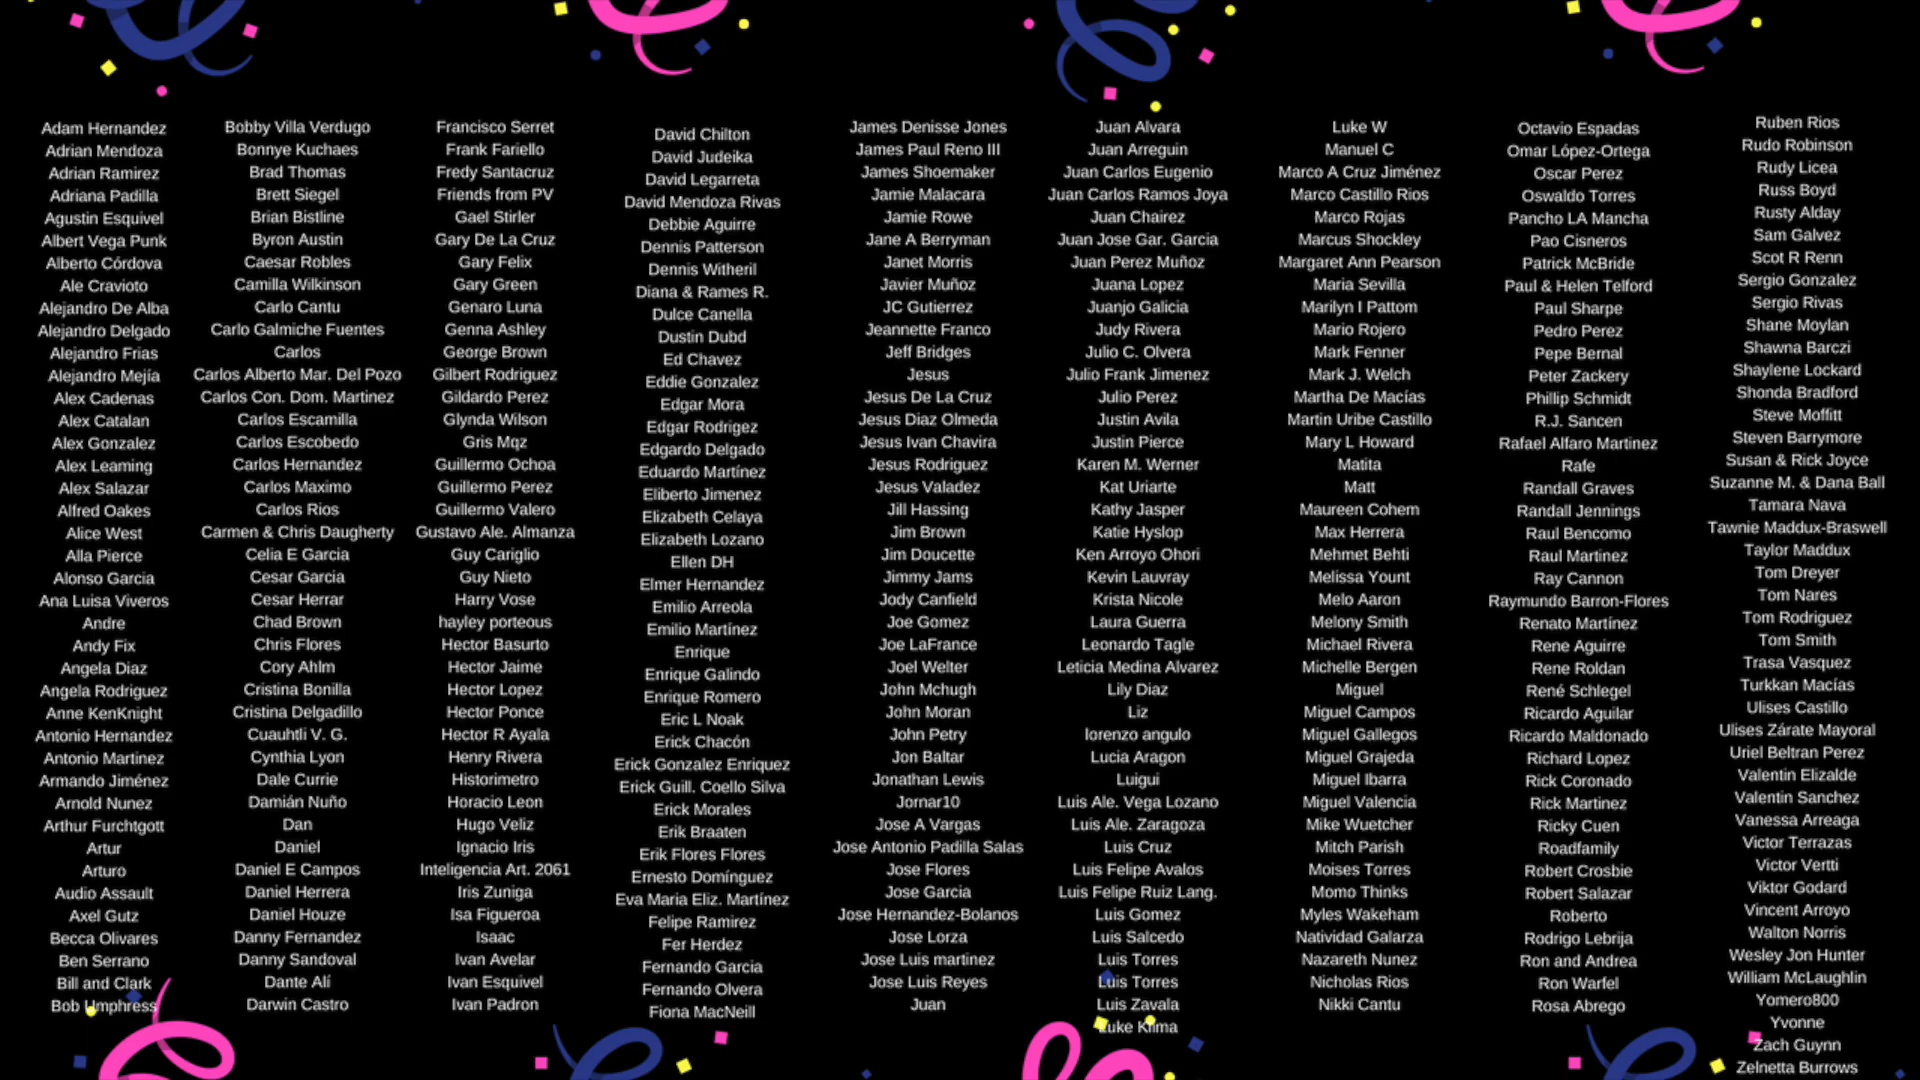 Adam Hernandez
Adrian Mendoza
Adrian Ramirez
Adriana Padilla
Agustin Esquivel
Albert Vega Punk
Alberto Córdova
Ale Cravioto
Alejandro De Alba
Alejandro Delgado
Alejandro Frias
Alejandro Mejía
Alex Cadenas
Alex Catalan
Alex Gonzalez
Alex Leaming
Alex Salazar
Alfred Oakes
Alice West
Alla Pierce
Alonso Garcia
Ana Luisa Viveros
Andre
Andy Fix
Angela Diaz
Angela Rodriguez
Anne KenKnight
Antonio Hernandez
Antonio Martinez
Armando Jiménez
Arnold Nunez
Arthur Furchtgott
Artur
Arturo
Audio Assault
Axel Gutz
Becca Olivares
Ben Serrano
Bill and Clark
Bob Umphress
Bobby Villa Verdugo
Bonnye Kuchaes
Brad Thomas
Brett Siegel
Brian Bistline
Byron Austin
Caesar Robles
Camilla Wilkinson
Carlo Cantu
Carlo Galmiche Fuentes
Carlos
Carlos Alberto Mar. Del Pozo
Carlos Con. Dom. Martinez
Carlos Escamilla
Carlos Escobedo
Carlos Hernandez
Carlos Maximo
Carlos Rios
Carmen & Chris Daugherty
Celia E Garcia
Cesar Garcia
Cesar Herrar
Chad Brown
Chris Flores
Cory Ahlm
Cristina Bonilla
Cristina Delgadillo
Cuauhtli V. G.
Cynthia Lyon
Dale Currie
Damián Nuño
Dan
Daniel
Daniel E Campos
Daniel Herrera
Daniel Houze
Danny Fernandez
Danny Sandoval
Dante Alí
Darwin Castro
Francisco Serret
Frank Fariello
Fredy Santacruz
Friends from PV
Gael Stirler
Gary De La Cruz
Gary Felix
Gary Green
Genaro Luna
Genna Ashley
George Brown
Gilbert Rodriguez
Gildardo Perez
Glynda Wilson
Gris Mqz
Guillermo Ochoa
Guillermo Perez
Guillermo Valero
Gustavo Ale. Almanza
Guy Cariglio
Guy Nieto
Harry Vose
hayley porteous
Hector Basurto
Hector Jaime
Hector Lopez
Hector Ponce
Hector R Ayala
Henry Rivera
Historimetro
Horacio Leon
Hugo Veliz
Ignacio Iris
Inteligencia Art. 2061
Iris Zuniga
Isa Figueroa
Isaac
Ivan Avelar
Ivan Esquivel
Ivan Padron
David Chilton
David Judeika
David Legarreta
David Mendoza Rivas
Debbie Aguirre
Dennis Patterson
Dennis Witheril
Diana & Rames R.
Dulce Canella
Dustin Dubd
Ed Chavez
Eddie Gonzalez
Edgar Mora
Edgar Rodrigez
Edgardo Delgado
Eduardo Martínez
Eliberto Jimenez
Elizabeth Celaya
Elizabeth Lozano
Ellen DH
Elmer Hernandez
Emilio Arreola
Emilio Martínez
Enrique
Enrique Galindo
Enrique Romero
Eric L Noak
Erick Chacón
Erick Gonzalez Enriquez
Erick Guill. Coello Silva
Erick Morales
Erik Braaten
Erik Flores Flores
Ernesto Domínguez
Eva Maria Eliz. Martínez
Felipe Ramirez
Fer Herdez
Fernando Garcia
Fernando Olvera
Fiona MacNeill
James Denisse Jones
James Paul Reno III
James Shoemaker
Jamie Malacara
Jamie Rowe
Jane A Berryman
Janet Morris
Javier Muñoz
JC Gutierrez
Jeannette Franco
Jeff Bridges
Jesus
Jesus De La Cruz
Jesus Diaz Olmeda
Jesus Ivan Chavira
Jesus Rodriguez
Jesus Valadez
Jill Hassing
Jim Brown
Jim Doucette
Jimmy Jams
Jody Canfield
Joe Gomez
Joe LaFrance
Joel Welter
John Mchugh
John Moran
John Petry
Jon Baltar
Jonathan Lewis
Jornar10
Jose A Vargas
Jose Antonio Padilla Salas
Jose Flores
Jose Garcia
Jose Hernandez-Bolanos
Jose Lorza
Jose Luis martinez
Jose Luis Reyes
Juan
Juan Alvara
Juan Arreguin
Juan Carlos Eugenio
Juan Carlos Ramos Joya
Juan Chairez
Juan Jose Gar. Garcia
Juan Perez Muñoz
Juana Lopez
Juanjo Galicia
Judy Rivera
Julio C. Olvera
Julio Frank Jimenez
Julio Perez
Justin Avila
Justin Pierce
Karen M. Werner
Kat Uriarte
Kathy Jasper
Katie Hyslop
Ken Arroyo Ohori
Kevin Lauvray
Krista Nicole
Laura Guerra
Leonardo Tagle
Leticia Medina Alvarez
Lily Diaz
Liz
lorenzo angulo
Lucia Aragon
Luigui
Luis Ale. Vega Lozano
Luis Ale. Zaragoza
Luis Cruz
Luis Felipe Avalos
Luis Felipe Ruiz Lang.
Luis Gomez
Luis Salcedo
Luis Torres
Luis Torres
Luis Zavala
Luke Klima
Luke W
Manuel C
Marco A Cruz Jiménez
Marco Castillo Rios
Marco Rojas
Marcus Shockley
Margaret Ann Pearson
Maria Sevilla
Marilyn I Pattom
Mario Rojero
Mark Fenner
Mark J. Welch
Martha De Macías
Martin Uribe Castillo
Mary L Howard
Matita
Matt
Maureen Cohem
Max Herrera
Mehmet Behti
Melissa Yount
Melo Aaron
Melony Smith
Michael Rivera
Michelle Bergen
Miguel
Miguel Campos
Miguel Gallegos
Miguel Grajeda
Miguel Ibarra
Miguel Valencia
Mike Wuetcher
Mitch Parish
Moises Torres
Momo Thinks
Myles Wakeham
Natividad Galarza
Nazareth Nunez
Nicholas Rios
Nikki Cantu
Octavio Espadas
Omar López-Ortega
Oscar Perez
Oswaldo Torres
Pancho LA Mancha
Pao Cisneros
Patrick McBride
Paul & Helen Telford
Paul Sharpe
Pedro Perez
Pepe Bernal
Peter Zackery
Phillip Schmidt
R.J. Sancen
Rafael Alfaro Martinez
Rafe
Randall Graves
Randall Jennings
Raul Bencomo
Raul Martinez
Ray Cannon
Raymundo Barron-Flores
Renato Martínez
Rene Aguirre
Rene Roldan
René Schlegel
Ricardo Aguilar
Ricardo Maldonado
Richard Lopez
Rick Coronado
Rick Martinez
Ricky Cuen
Roadfamily
Robert Crosbie
Robert Salazar
Roberto
Rodrigo Lebrija
Ron and Andrea
Ron Warfel
Rosa Abrego
Ruben Rios
Rudo Robinson
Rudy Licea
Russ Boyd
Rusty Alday
Sam Galvez
Scot R Renn
Sergio Gonzalez
Sergio Rivas
Shane Moylan
Shawna Barczi
Shaylene Lockard
Shonda Bradford
Steve Moffitt
Steven Barrymore
Susan & Rick Joyce
Suzanne M. & Dana Ball
Tamara Nava
Tawnie Maddux-Braswell
Taylor Maddux
Tom Dreyer
Tom Nares
Tom Rodriguez
Tom Smith
Trasa Vasquez
Turkkan Macías
Ulises Castillo
Ulises Zárate Mayoral
Uriel Beltran Perez
Valentin Elizalde
Valentin Sanchez
Vanessa Arreaga
Victor Terrazas
Victor Vertti
Viktor Godard
Vincent Arroyo
Walton Norris
Wesley Jon Hunter
William McLaughlin
Yomero800
Yvonne
Zach Guynn
Zelnetta Burrows